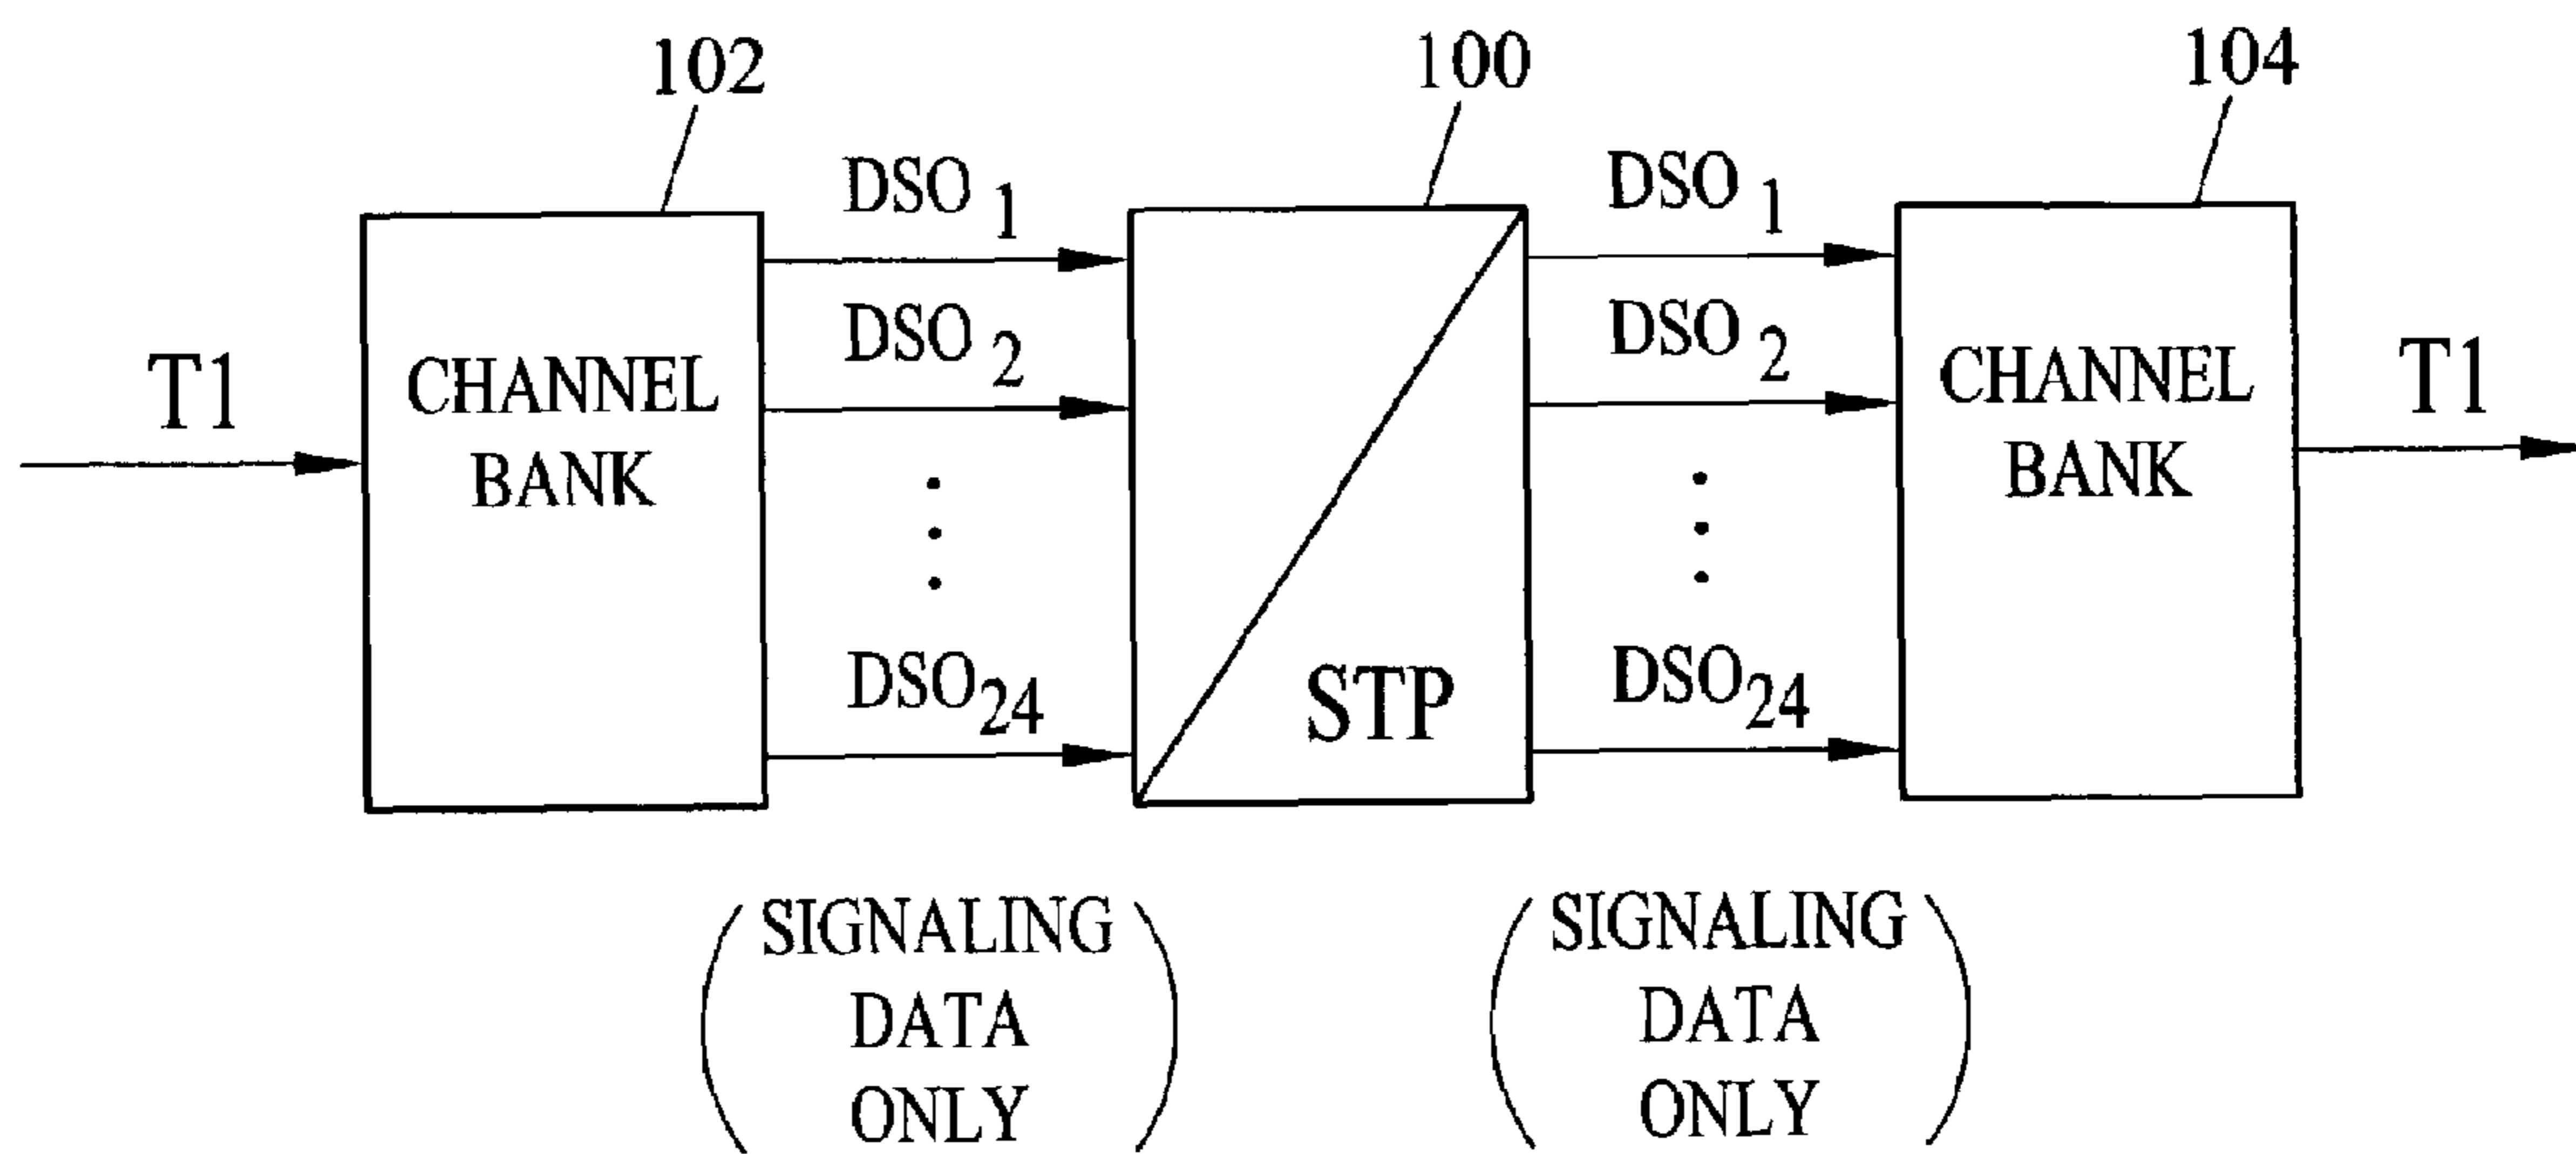 102
100
104
DSO 1
DSO 1
DSO 2
DSO 2
T1
CHANNEL
BANK
CHANNEL
BANK
T1
DSO24
STP
DSO24
(SIGNALING
DATA
ONLY)
(SIGNALING
DATA
ONLY)